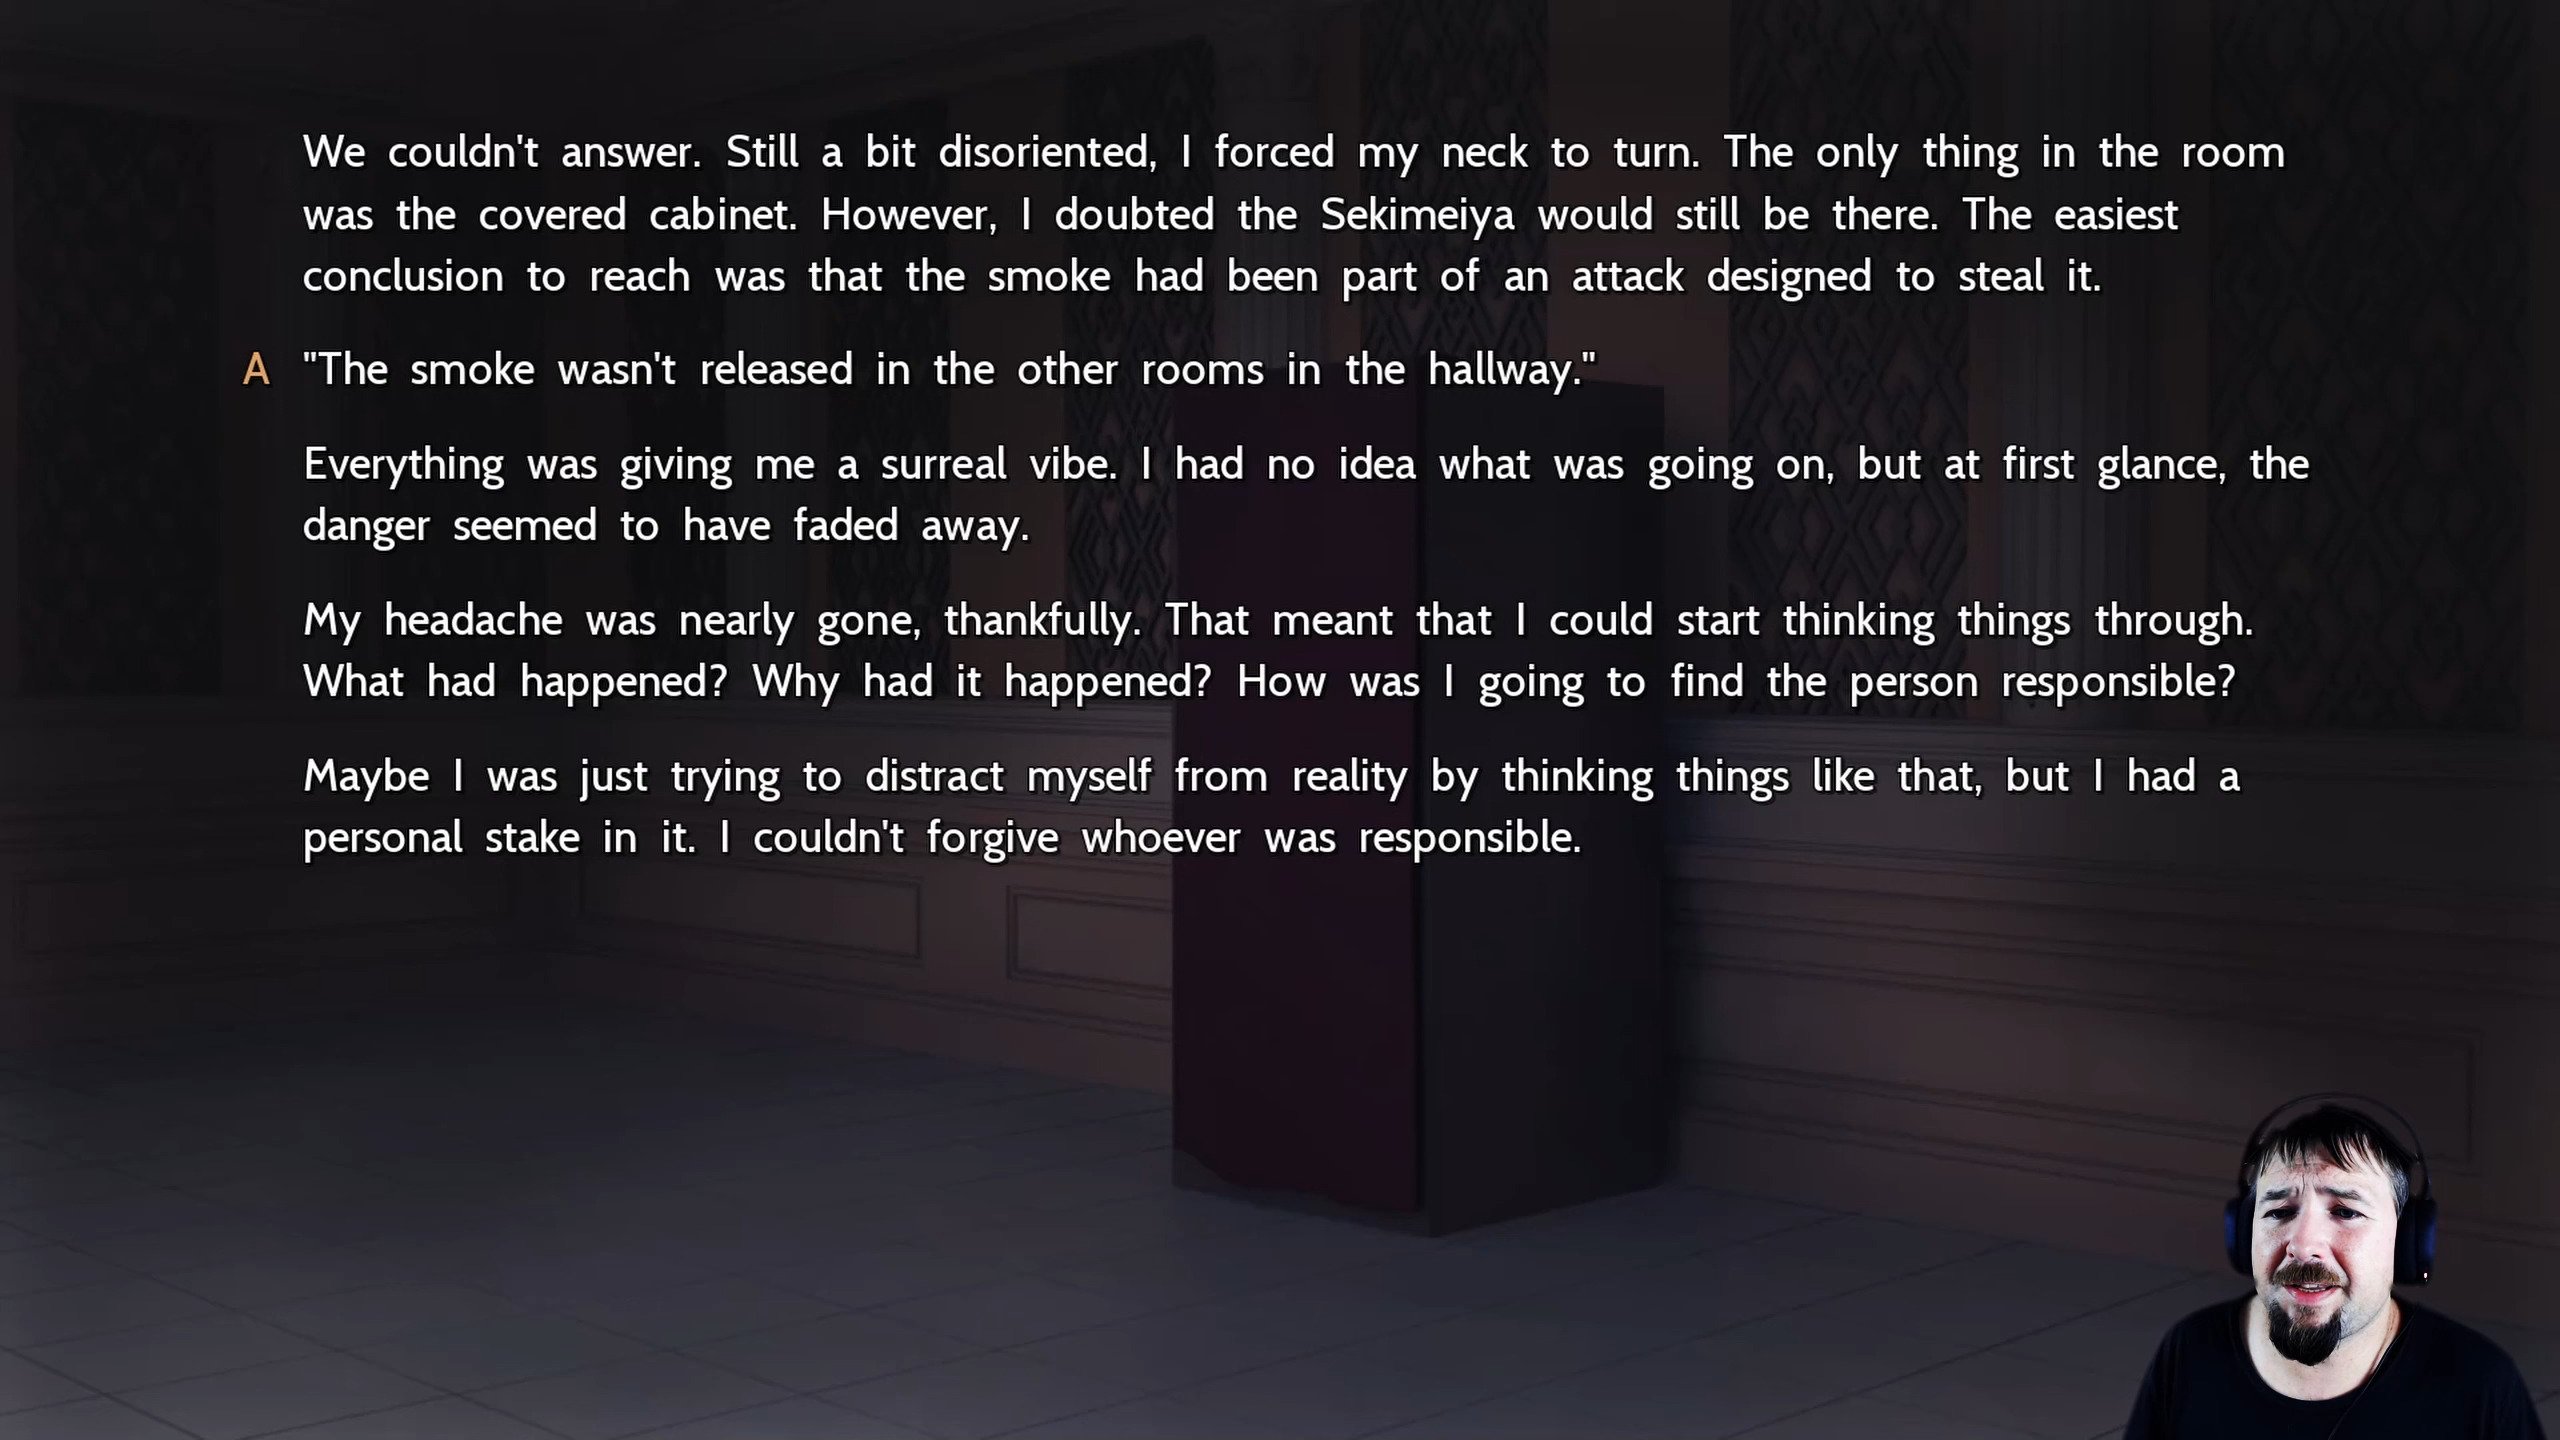 We couldn't answer. Still a bit disoriented, I forced my neck to turn. The only thing in the room
was the covered cabinet. However, I doubted the Sekimeiya would still be there. The easiest
conclusion to reach was that the smoke had been part of an attack designed to steal it.
A "The smoke wasn't released in the other rooms in the hallway."
Everything was giving me a surreal vibe. I had no idea what was going on, but at first glance, the
danger seemed to have faded away.
My headache was nearly gone, thankfully. That meant that I could start thinking things through.
What had happened? Why had it happened? How was I going to find the person responsible?
Maybe I was just trying to distract myself from reality by thinking things like that, but I had a
personal stake in it. I couldn't forgive whoever was responsible.